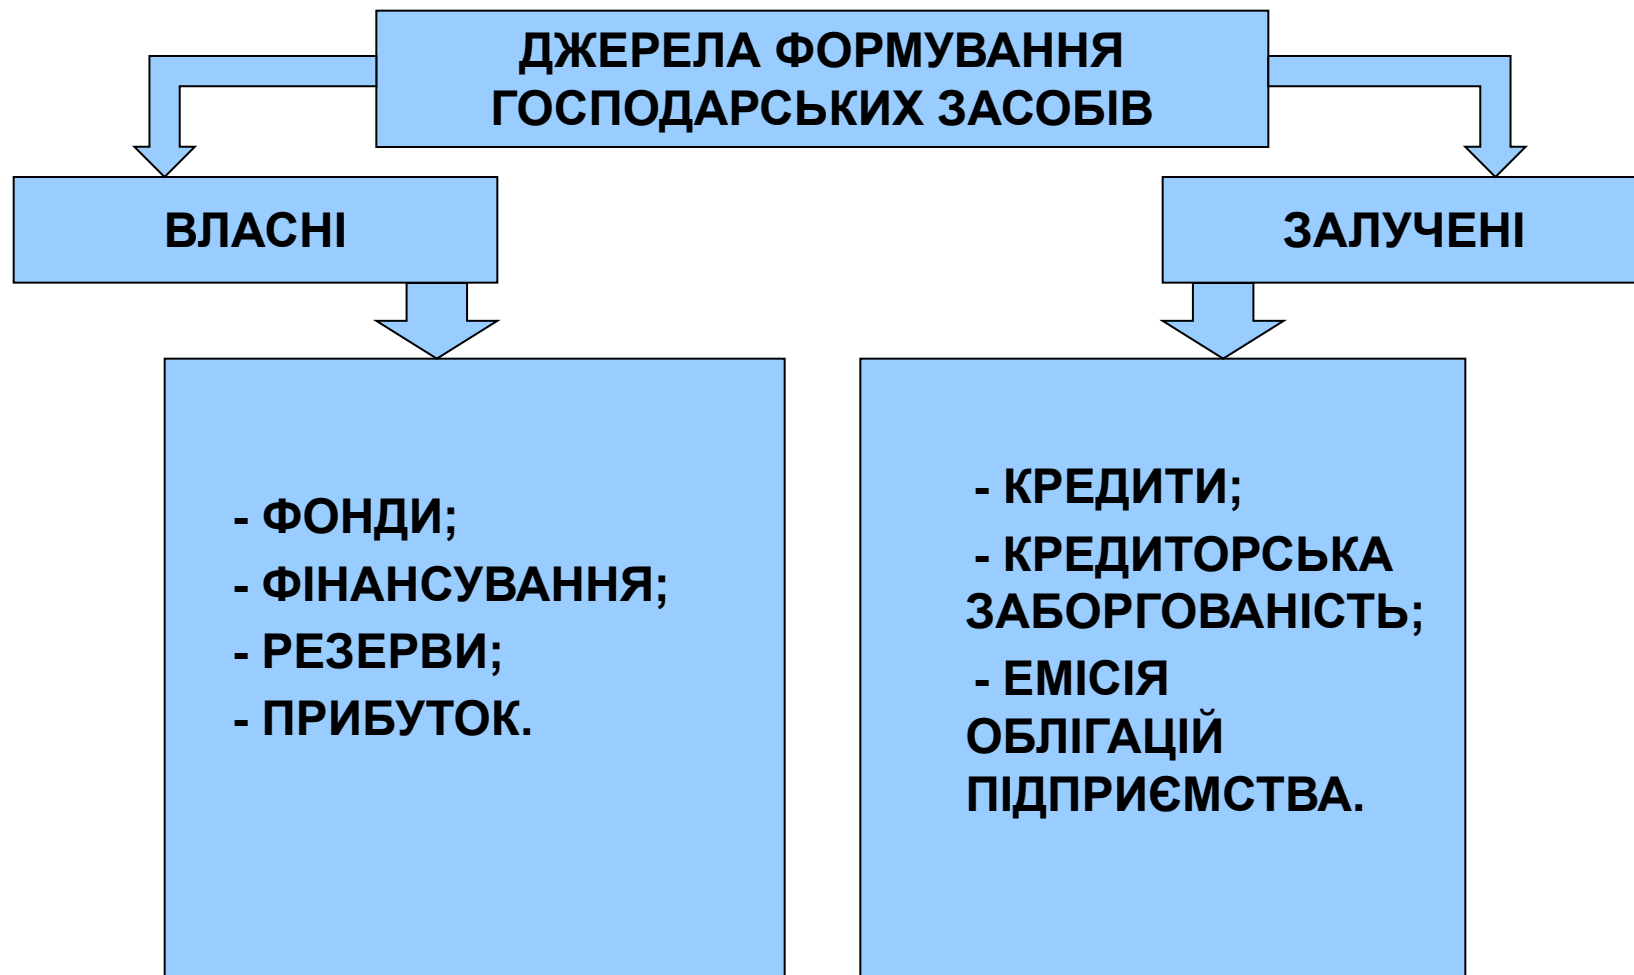 ДЖЕРЕЛА ФОРМУВАННЯ
ГОСПОДАРСЬКИХ ЗАСОБІВ
ВЛАСНІ
ЗАЛУЧЕНІ
- ФОНДИ;
- ФІНАНСУВАННЯ;
- РЕЗЕРВИ;
- ПРИБУТОК.
- КРЕДИТИ;
- КРЕДИТОРСЬКА
ЗАБОРГОВАНІСТЬ;
- ЕМІСІЯ
ОБЛІГАЦІЙ
ПІДПРИЄМСТВА.